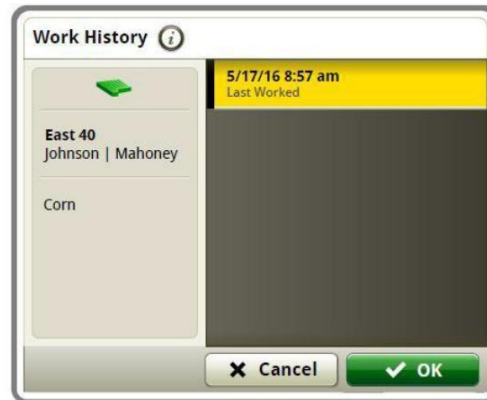 Work History
East 40
Johnson | Mahoney
Corn
5/17/16 8:57 am
Last Worked
Cancel
OK